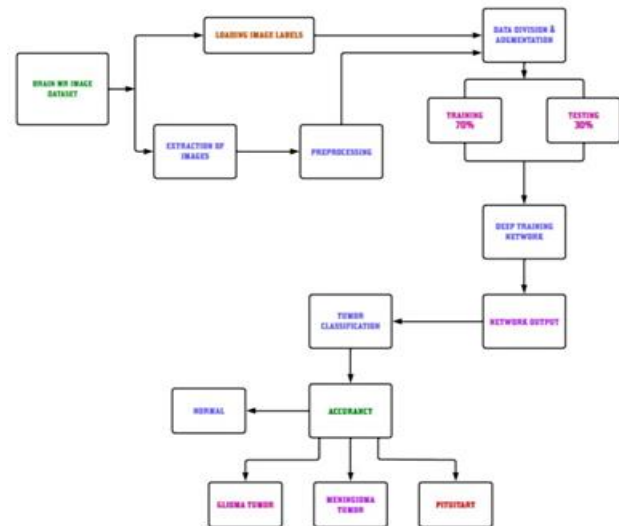 LOADING IMAGE LABELS
DATA DIVISION &
AUGMENTATION
BRAIN MR IMAGE
DATASET
TRAINING
70%
TESTING
30%
EXTRACTION OF
IMAGES
PREPROCESSING
DEEP TRAINING
NETWORK
TUMOR
CLASSIFICATION
NETWORK OUTPUT
NORMAL
ACCURANCY
GLIOMA TUMOR
MENINGIOMA
TUMOR
PITUITARY